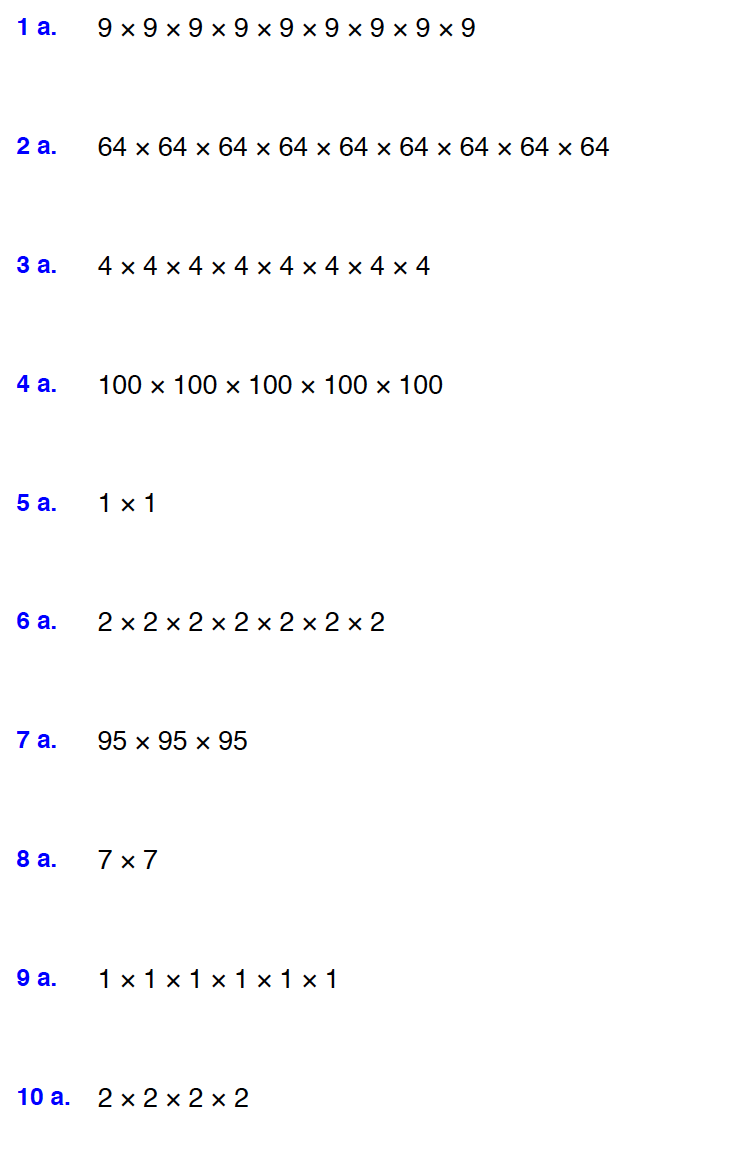 1 a. 9 × 9 × 9 × 9 × 9 × 9 × 9 × 9 × 9
2 a. 64 × 64 × 64 × 64 × 64 × 64 × 64 × 64 × 64
3 a. 4 × 4 × 4 × 4 × 4 × 4 × 4 × 4
4 a. 100 × 100 × 100 × 100 × 100
5 a. 1 × 1
6 a. 2 × 2 × 2 × 2 × 2 × 2 × 2
7 a. 95 × 95 × 95
8 a. 7 × 7
9 a. 1 × 1 × 1 × 1 × 1 × 1
10 a. 2 × 2 × 2 × 2